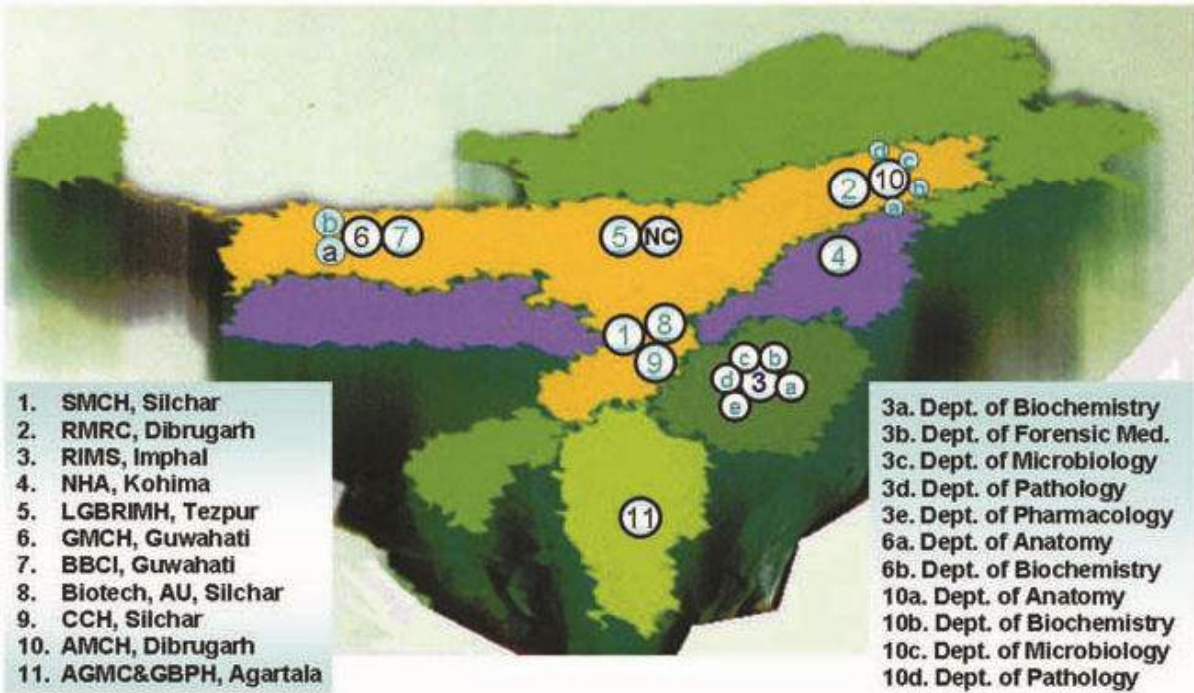 d
c
2
10
b
a
b
6
7
a
5
NC
4
1
8
9
c
b
d
3
a
e
11
1. SMCH, Silchar
2. RMRC, Dibrugarh
3. RIMS, Imphal
4. NHA, Kohima
5. LGBRIMH, Tezpur
6. GMCH, Guwahati
7. BBCI, Guwahati
8. Biotech, AU, Silchar
9. CCH, Silchar
10. AMCH, Dibrugarh
11. AGMC&GBPH, Agartala
3a. Dept. of Biochemistry
3b. Dept. of Forensic Med.
3c. Dept. of Microbiology
3d. Dept. of Pathology
3e. Dept. of Pharmacology
6a. Dept. of Anatomy
6b. Dept. of Biochemistry
10a. Dept. of Anatomy
10b. Dept. of Biochemistry
10c. Dept. of Microbiology
10d. Dept. of Pathology